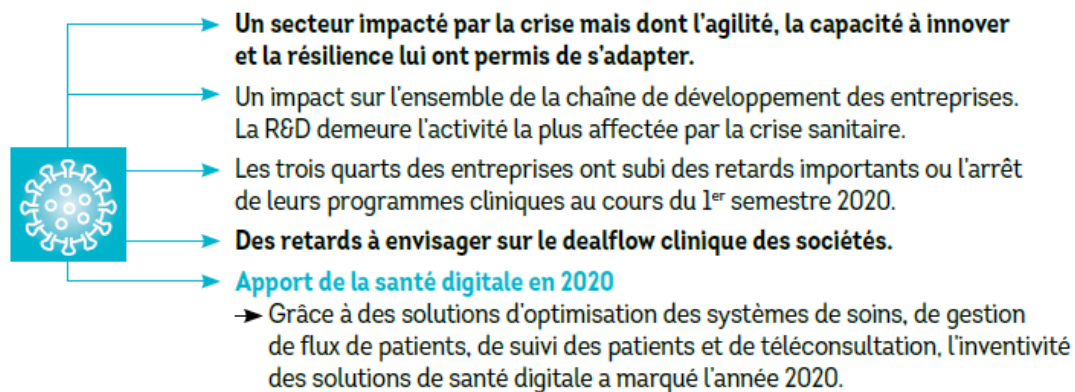 Un secteur impacté par la crise mais dont l’agilité, la capacité à innover
et la résilience lui ont permis de s’adapter.
Un impact sur l’ensemble de la chaîne de développement des entreprises.
La R&D demeure l’activité la plus affectée par la crise sanitaire.
Les trois quarts des entreprises ont subi des retards importants ou l’arrêt
de leurs programmes cliniques au cours du 1er semestre 2020.
Des retards à envisager sur le dealflow clinique des sociétés.
Apport de la santé digitale en 2020
Grâce à des solutions d’optimisation des systèmes de soins, de gestion
de flux de patients, de suivi des patients et de téléconsultation, l’inventivité
des solutions de santé digitale a marqué l’année 2020.